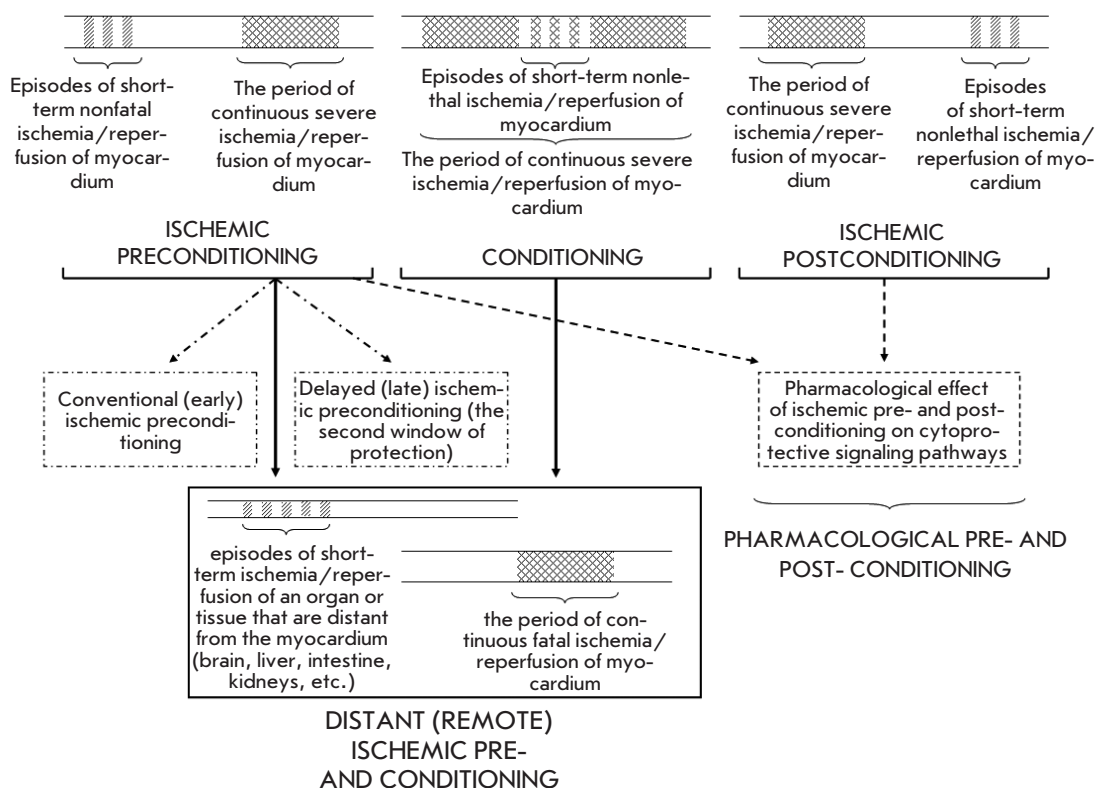 Episodes of short-
term nonfatal
ischemia/reper-
fusion of myocar-
dium
The period of
continuous severe
ischemia/reper-
fusion of myocar-
dium
Episodes of short-term nonle-
thal ischemia/reperfusion of
myocardium
The period of continuous severe
ischemia/reperfusion of myo-
cardium
The period of
continuous severe
ischemia/reper-
fusion of myocar-
dium
Episodes
of short-term
nonlethal ischemia/
reperfusion of myo-
cardium
ISCHEMIC
PRECONDITIONING
CONDITIONING
ISCHEMIC
POSTCONDITIONING
Conventional (early)
ischemic precondi-
tioning
Delayed (late) ischem-
ic preconditioning (the
second window of
protection)
Pharmacological effect
of ischemic pre- and post-
conditioning on cytopro-
tective signaling pathways
PHARMACOLOGICAL PRE- AND
POST- CONDITIONING
episodes of short-
term ischemia/reper-
fusion of an organ or
tissue that are distant
from the myocardium
(brain, liver, intestine,
kidneys, etc.)
the period of con-
tinuous fatal ischemia/
reperfusion of myo-
cardium
DISTANT (REMOTE)
ISCHEMIC PRE-
AND CONDITIONING